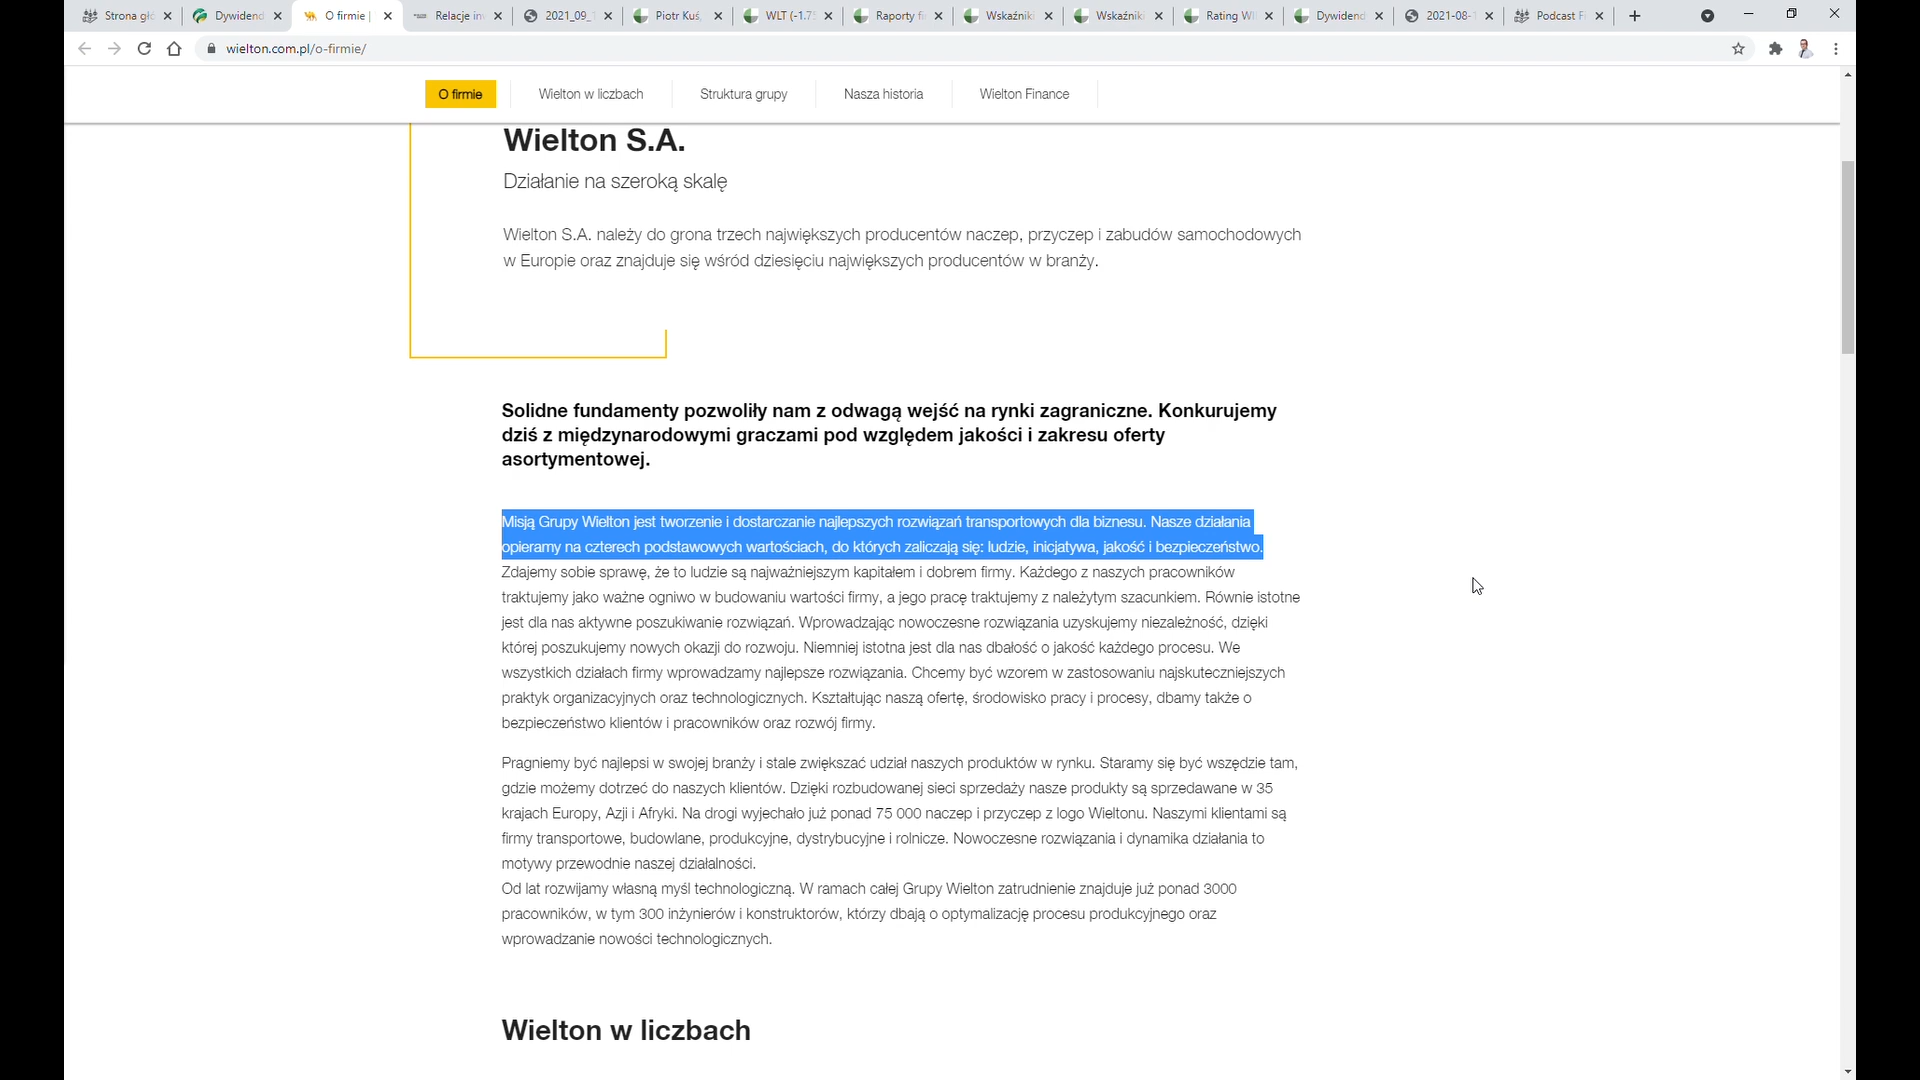 Strona gł
Dywidend
O firmie |
Relacje in
2021_09_
Piotr Kuś,
WLT (-1.7
Raporty fi
Wskaźniki
Wskaźniki
Rating WI
Dywidend
2021-08-1
Podcast F
wielton.com.pl/o-firmie/
O firmie
Wielton w liczbach
Struktura grupy
Nasza historia
Wielton Finance
Wielton S.A.
Działanie na szeroką skalę
Wielton S.A. należy do grona trzech największych producentów naczep, przyczep i zabudów samochodowych
w Europie oraz znajduje się wśród dziesięciu największych producentów w branży.
Solidne fundamenty pozwoliły nam z odwagą wejść na rynki zagraniczne. Konkurujemy
dziś z międzynarodowymi graczami pod względem jakości i zakresu oferty
asortymentowej.
Misją Grupy Wielton jest tworzenie i dostarczanie najlepszych rozwiązań transportowych dla biznesu. Nasze działania
opieramy na czterech podstawowych wartościach, do których zaliczają się: ludzie, inicjatywa, jakość i bezpieczeństwo.
Zdajemy sobie sprawę, że to ludzie są najważniejszym kapitałem i dobrem firmy. Każdego z naszych pracowników
traktujemy jako ważne ogniwo w budowaniu wartości firmy, a jego pracę traktujemy z należytym szacunkiem. Równie istotne
jest dla nas aktywne poszukiwanie rozwiązań. Wprowadzając nowoczesne rozwiązania uzyskujemy niezależność, dzięki
której poszukujemy nowych okazji do rozwoju. Niemniej istotna jest dla nas dbałość o jakość każdego procesu. We
wszystkich działach firmy wprowadzamy najlepsze rozwiązania. Chcemy być wzorem w zastosowaniu najskuteczniejszych
praktyk organizacyjnych oraz technologicznych. Kształtując naszą ofertę, środowisko pracy i procesy, dbamy także o
bezpieczeństwo klientów i pracowników oraz rozwój firmy.
Pragniemy być najlepsi w swojej branży i stale zwiększać udział naszych produktów w rynku. Staramy się być wszędzie tam,
gdzie możemy dotrzeć do naszych klientów. Dzięki rozbudowanej sieci sprzedaży nasze produkty są sprzedawane w 35
krajach Europy, Azji i Afryki. Na drogi wyjechało już ponad 75 000 naczep i przyczep z logo Wieltonu. Naszymi klientami są
firmy transportowe, budowlane, produkcyjne, dystrybucyjne i rolnicze. Nowoczesne rozwiązania i dynamika działania to
motywy przewodnie naszej działalności.
Od lat rozwijamy własną myśl technologiczną. W ramach całej Grupy Wielton zatrudnienie znajduje już ponad 3000
pracowników, w tym 300 inżynierów i konstruktorów, którzy dbają o optymalizację procesu produkcyjnego oraz
wprowadzanie nowości technologicznych.
Wielton w liczbach